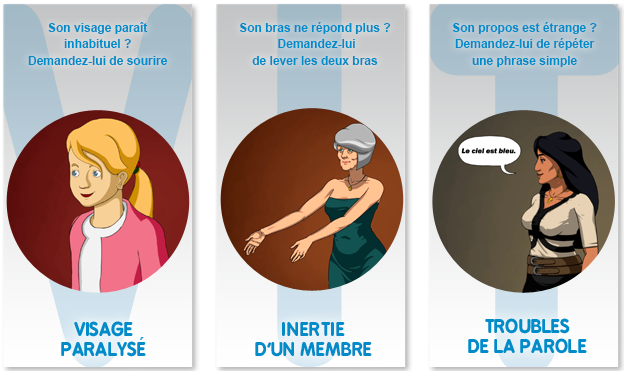 Son visage paraît
inhabituel ?
Demandez-lui de sourire
VISAGE
PARALYSÉ
Son bras ne répond plus ?
Demandez-lui
de lever les deux bras
INERTIE
D'UN MEMBRE
Son propos est étrange ?
Demandez-lui de répéter
une phrase simple
Le ciel est bleu.
TROUBLES
DE LA PAROLE